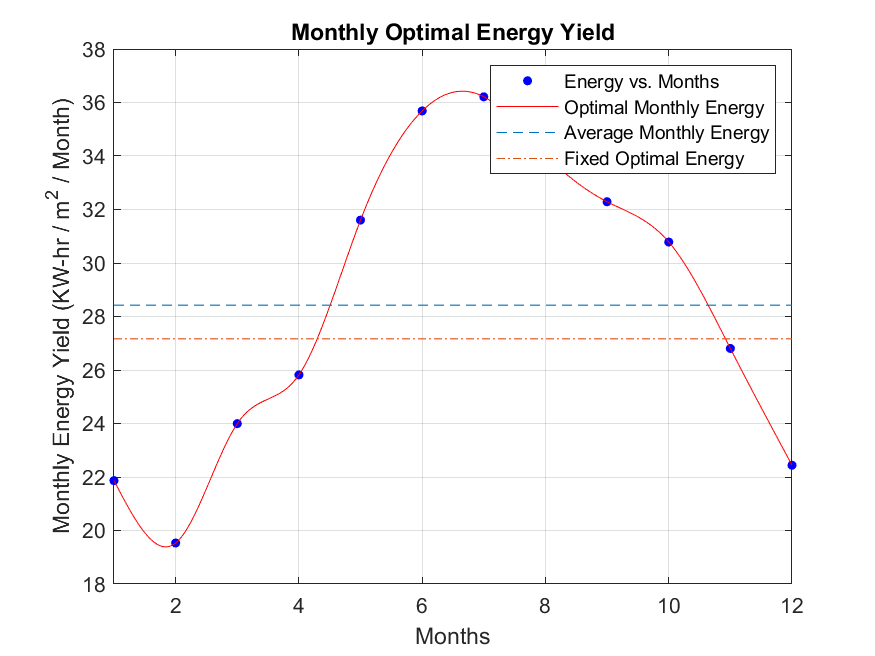 Monthly Optimal Energy Yield
Monthly Energy Yield (KW-hr / m² / Month)
38
36
34
32
30
28
26
24
22
20
18
Energy vs. Months
Optimal Monthly Energy
Average Monthly Energy
Fixed Optimal Energy
2
4
6
8
10
12
Months